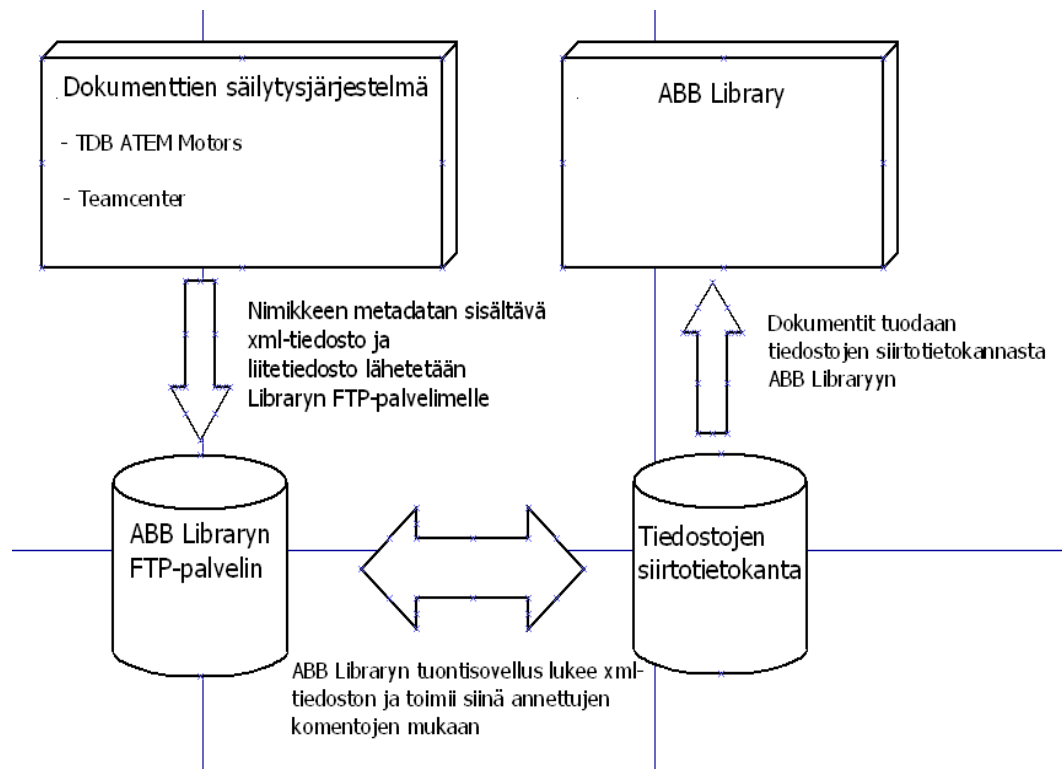 Dokumenttien säilytysjärjestelmä
- TDB ATEM Motors
- Teamcenter
ABB Library
Nimikkeen metadatan sisältävä
xml-tiedosto ja
liitetiedosto lähetetään
Libraryn FTP-palvelimelle
Dokumentit tuodaan
tiedostojen siirtotietokannasta
ABB Libraryyn
ABB Libraryn
FTP-palvelin
Tiedostojen
siirtotietokanta
ABB Libraryn tuontisovellus lukee xml-
tiedoston ja toimii siinä annettujen
komentojen mukaan